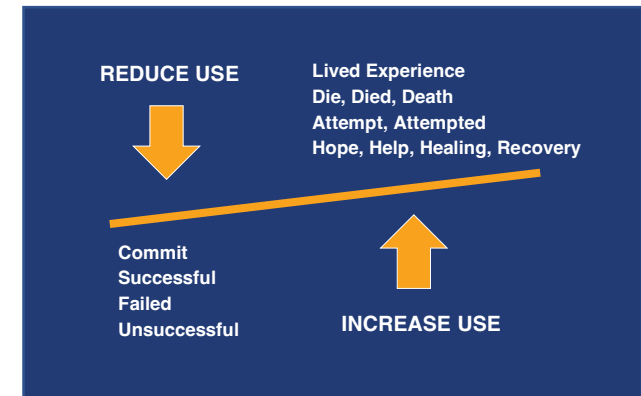 REDUCE USE
Commit
Successful
Failed
Unsuccessful
Lived Experience
Die, Died, Death
Attempt, Attempted
Hope, Help, Healing, Recovery
INCREASE USE